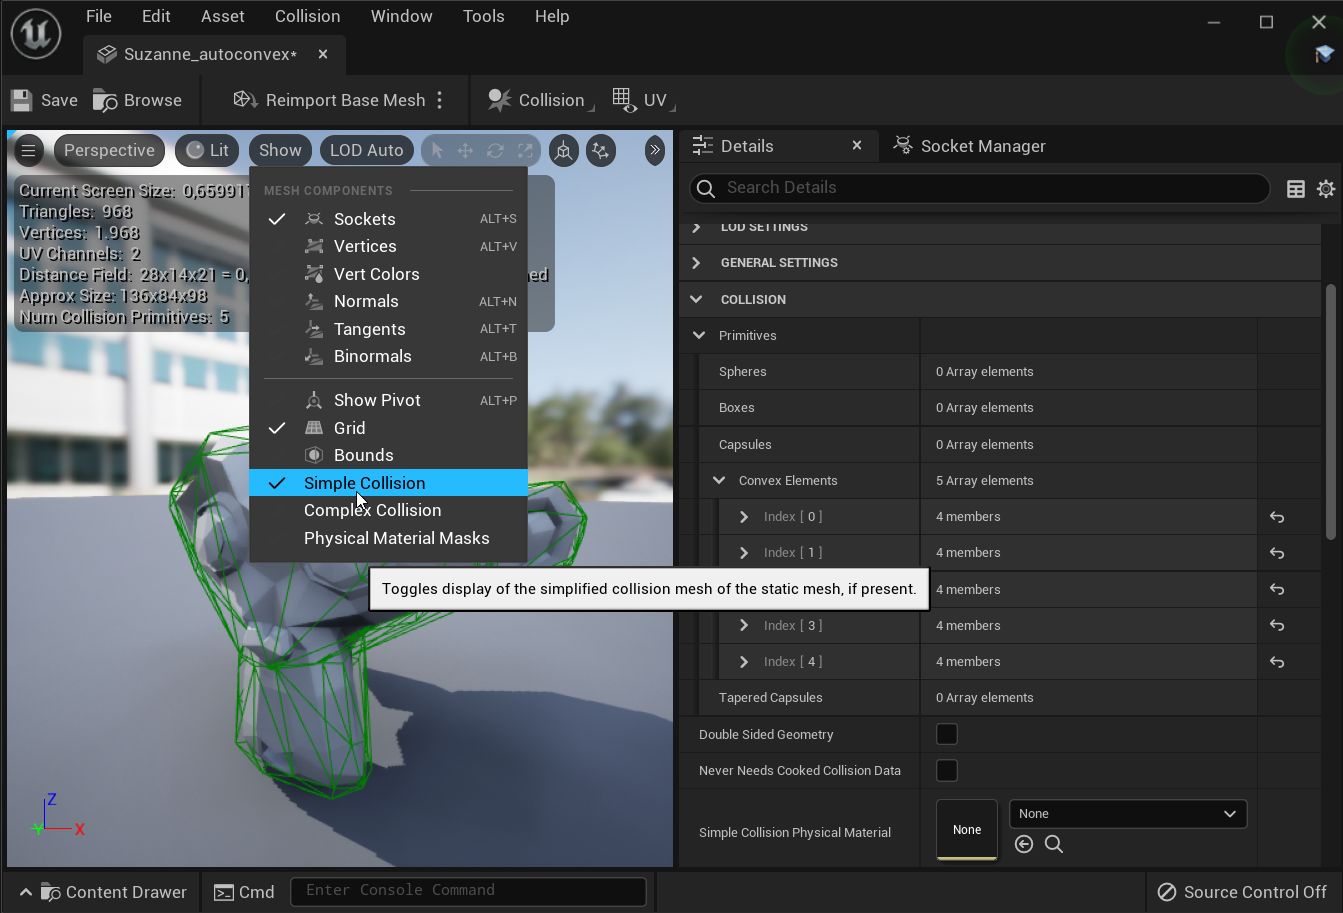 File Edit Asset Collision Window Tools Help
Suzanne_autoconvex*
Save Browse Reimport Base Mesh Collision UV
Perspective Lit Show LOD Auto
Current Screen Size: 0,65991
Triangles: 968
Vertices: 1.968
UV Channels: 2
Distance Field: 28x14x21 = 0,
Approx Size: 136x84x98
Num Collision Primitives: 5
MESH COMPONENTS
Sockets ALT+S
Vertices ALT+V
Vert Colors
Normals ALT+N
Tangents ALT+T
Binormals ALT+B
Show Pivot ALT+P
Grid
Bounds
Simple Collision
Complex Collision
Physical Material Masks
Toggles display of the simplified collision mesh of the static mesh, if present.
X
Y
Z
Details Socket Manager
Search Details
LOD SETTINGS
GENERAL SETTINGS
COLLISION
Primitives
Spheres 0 Array elements
Boxes 0 Array elements
Capsules 0 Array elements
Convex Elements 5 Array elements
Index [ 0 ] 4 members
Index [ 1 ] 4 members
4 members
Index [ 3 ] 4 members
Index [ 4 ] 4 members
Tapered Capsules 0 Array elements
Double Sided Geometry
Never Needs Cooked Collision Data
Simple Collision Physical Material None None
Content Drawer Cmd Enter Console Command Source Control Off